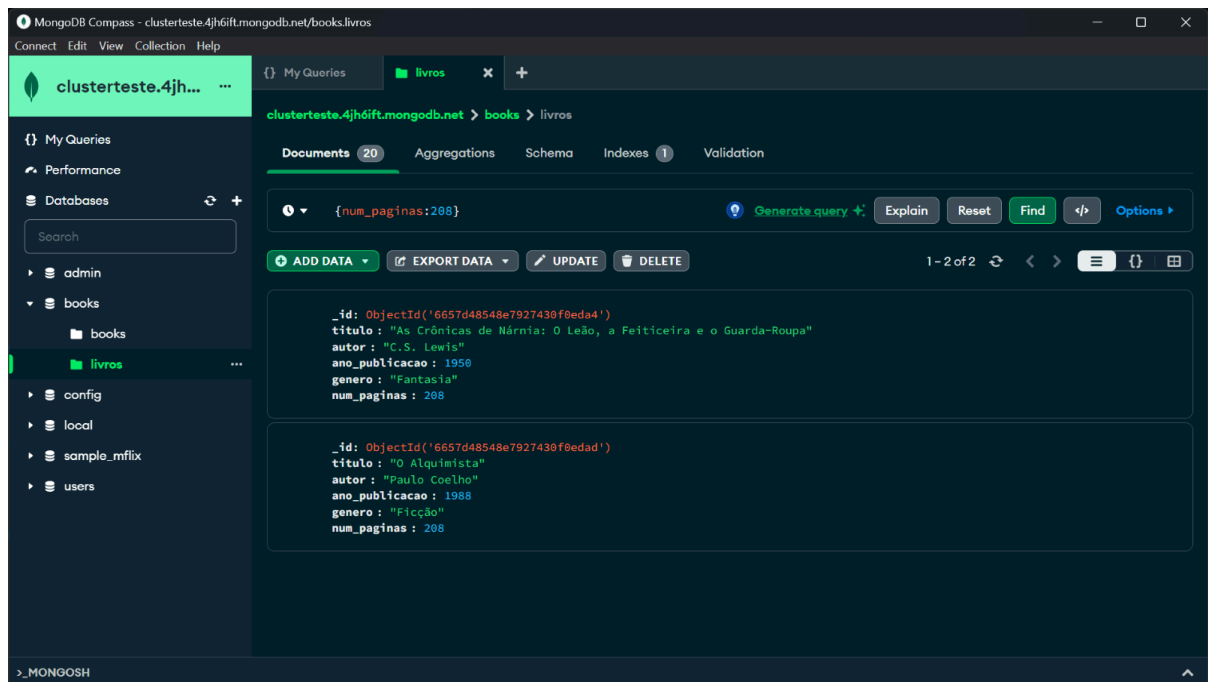 MongoDB Compass - clusterteste.4jh6ift.mongodb.net/books.livros
Connect Edit View Collection Help
clusterteste.4jh... ...
{} My Queries
Performance
Databases
Search
admin
books
books
livros ...
config
local
sample_mflix
users
{} My Queries livros
clusterteste.4jh6ift.mongodb.net > books > livros
Documents 20 Aggregations Schema Indexes 1 Validation
{num_paginas:208} Generate query Explain Reset Find </> Options
ADD DATA EXPORT DATA UPDATE DELETE 1 – 2 of 2 {}
_id: ObjectId('6657d48548e7927430f0eda4')
titulo : "As Crônicas de Nárnia: O Leão, a Feiticeira e o Guarda-Roupa"
autor : "C.S. Lewis"
ano_publicacao : 1950
genero : "Fantasia"
num_paginas : 208
_id: ObjectId('6657d48548e7927430f0edad')
titulo : "O Alquimista"
autor : "Paulo Coelho"
ano_publicacao : 1988
genero : "Ficção"
num_paginas : 208
>_MONGOSH